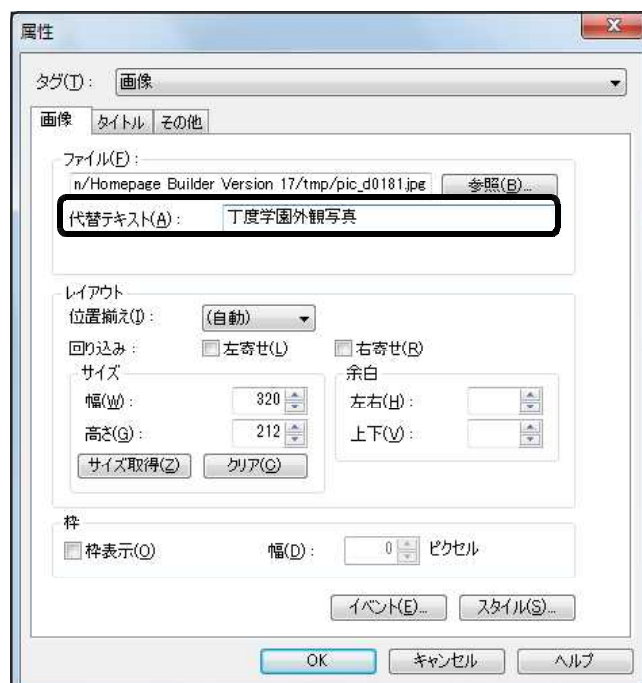 属性
タグ(T): 画像
画像 タイトル その他
ファイル(F):
n/Homepage Builder Version 17/tmp/pic_d0181.jpg 参照(B)...
代替テキスト(A): 丁度学園外観写真
レイアウト
位置揃え(I): (自動)
回り込み: 左寄せ(L) 右寄せ(R)
サイズ 余白
幅(W): 320 左右(H):
高さ(G): 212 上下(V):
サイズ取得(Z) クリア(C)
枠
枠表示(O) 幅(D): 0 ピクセル
イベント(E)... スタイル(S)...
OK キャンセル ヘルプ